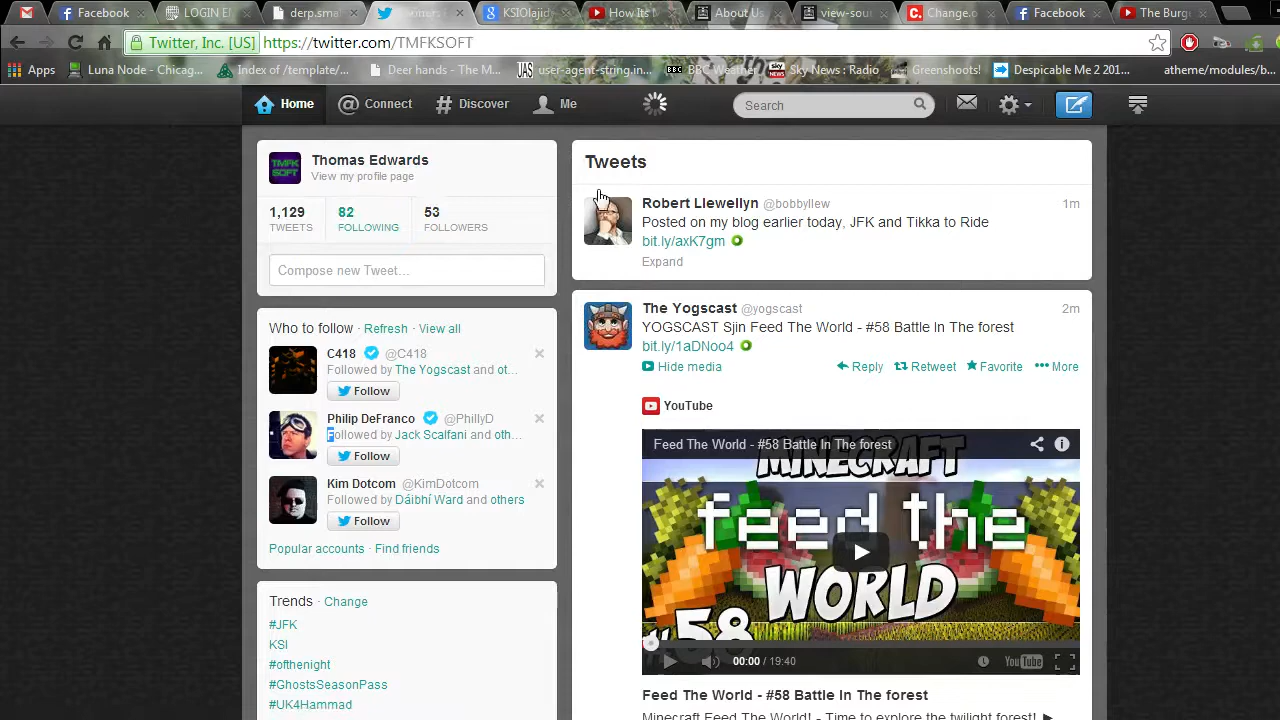 Facebook
LOGIN
derp.sma
KSIOlajid
How Its
About Us
view-sou
Change.o
Facebook
The Burg
Twitter, Inc. [US] https://twitter.com/TMFKSOFT
Apps Luna Node - Chicag... Index of /template/... Deer hands - The M... user-agent-string.in... BBC Weather Sky News : Radio Greenshoots! Despicable Me 2 201... atheme/modules/b...
Home Connect # Discover Me Search
TMFK
SOFT
Thomas Edwards
View my profile page
1,129 82 53
TWEETS FOLLOWING FOLLOWERS
Compose new Tweet...
Who to follow · Refresh · View all
C418 @C418
Followed by The Yogscast and ot...
Follow
Philip DeFranco @PhillyD
Followed by Jack Scalfani and oth...
Follow
Kim Dotcom @KimDotcom
Followed by Dáibhí Ward and others
Follow
Popular accounts · Find friends
Trends · Change
#JFK
KSI
#ofthenight
#GhostsSeasonPass
#UK4Hammad
Tweets
Robert Llewellyn @bobbyllew 1m
Posted on my blog earlier today, JFK and Tikka to Ride
bit.ly/axK7gm
Expand
The Yogscast @yogscast 2m
YOGSCAST Sjin Feed The World - #58 Battle In The forest
bit.ly/1aDNoo4
Hide media Reply Retweet Favorite More
YouTube
Feed The World - #58 Battle In The forest
MINECRAFT
feed the
WORLD
#58
00:00 / 19:40 YouTube
Feed The World - #58 Battle In The forest
Minecraft Feed The World! - Time to explore the twilight forest! ►